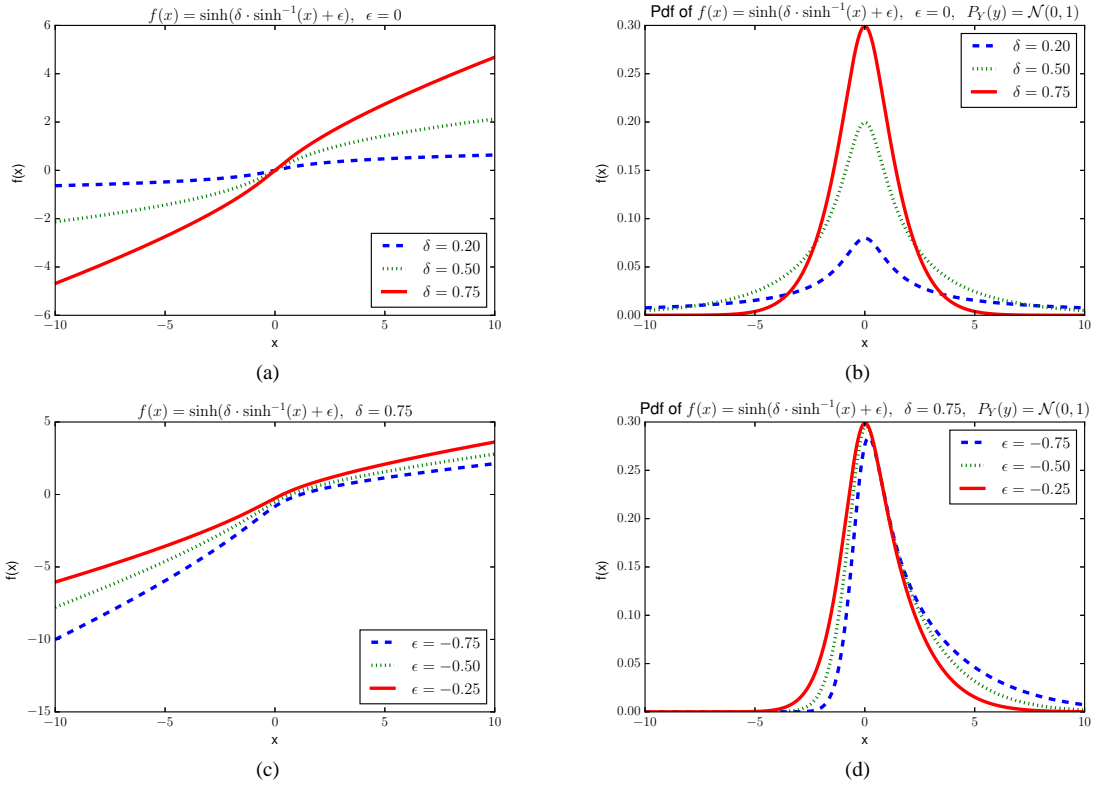 f(x) = sinh(δ · sinh⁻¹(x) + ϵ), ϵ = 0
6
4
2
0
−2
−4
−6
f(x)
−10 −5 0 5 10
x
δ = 0.20
δ = 0.50
δ = 0.75
(a)
Pdf of f(x) = sinh(δ · sinh⁻¹(x) + ϵ), ϵ = 0, P_Y(y) = 𝒩(0, 1)
0.30
0.25
0.20
0.15
0.10
0.05
0.00
f(x)
−10 −5 0 5 10
x
δ = 0.20
δ = 0.50
δ = 0.75
(b)
f(x) = sinh(δ · sinh⁻¹(x) + ϵ), δ = 0.75
5
0
−5
−10
−15
f(x)
−10 −5 0 5 10
x
ϵ = −0.75
ϵ = −0.50
ϵ = −0.25
(c)
Pdf of f(x) = sinh(δ · sinh⁻¹(x) + ϵ), δ = 0.75, P_Y(y) = 𝒩(0, 1)
0.30
0.25
0.20
0.15
0.10
0.05
0.00
f(x)
−10 −5 0 5 10
x
ϵ = −0.75
ϵ = −0.50
ϵ = −0.25
(d)